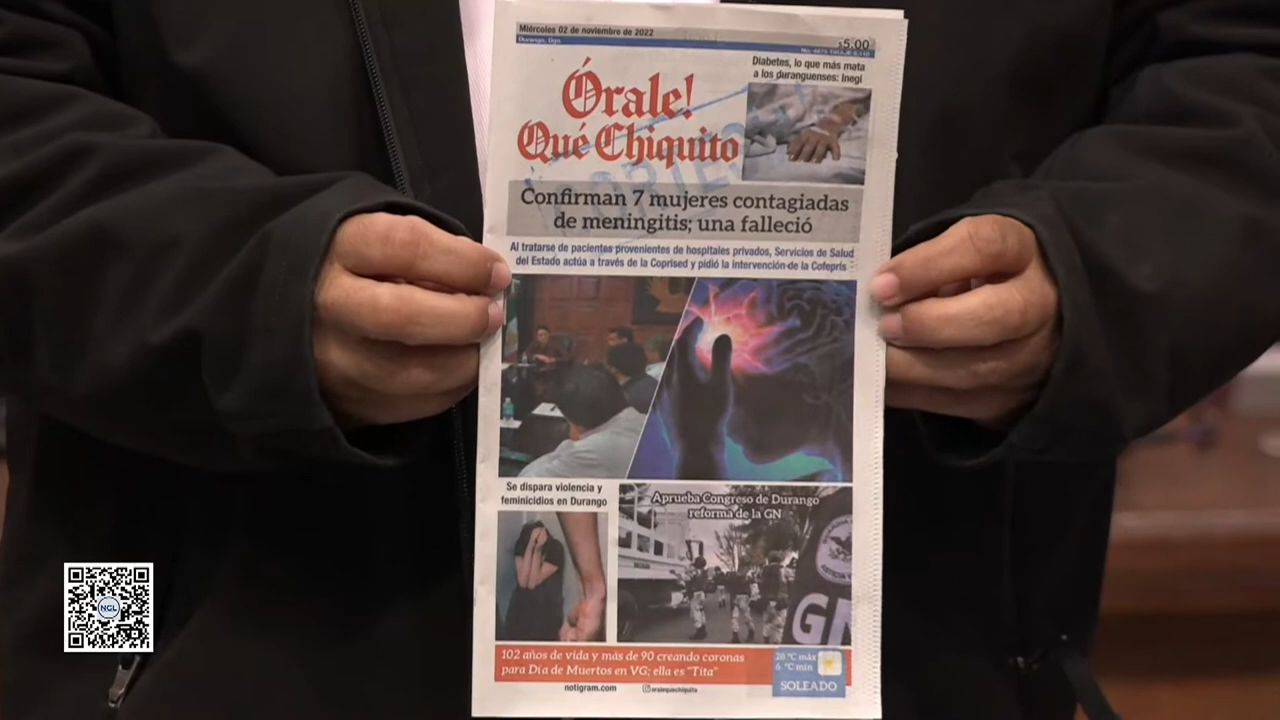 Miércoles 02 de noviembre de 2022
Durango, Dgo.
$5.00
Diabetes, lo que más mata
a los duranguenses: Inegi
Órale!
Qué Chiquito
Confirman 7 mujeres contagiadas
de meningitis; una falleció
Al tratarse de pacientes provenientes de hospitales privados, Servicios de Salud
del Estado actúa a través de la Coprised y pidió la intervención de la Cofepris
Se dispara violencia y
feminicidios en Durango
Aprueba Congreso de Durango
reforma de la GN
GN
102 años de vida y más de 90 creando coronas
para Día de Muertos en VG; ella es "Tita"
28 °C máx
6 °C mín
SOLEADO
notigram.com
oralequechiquito
NGL